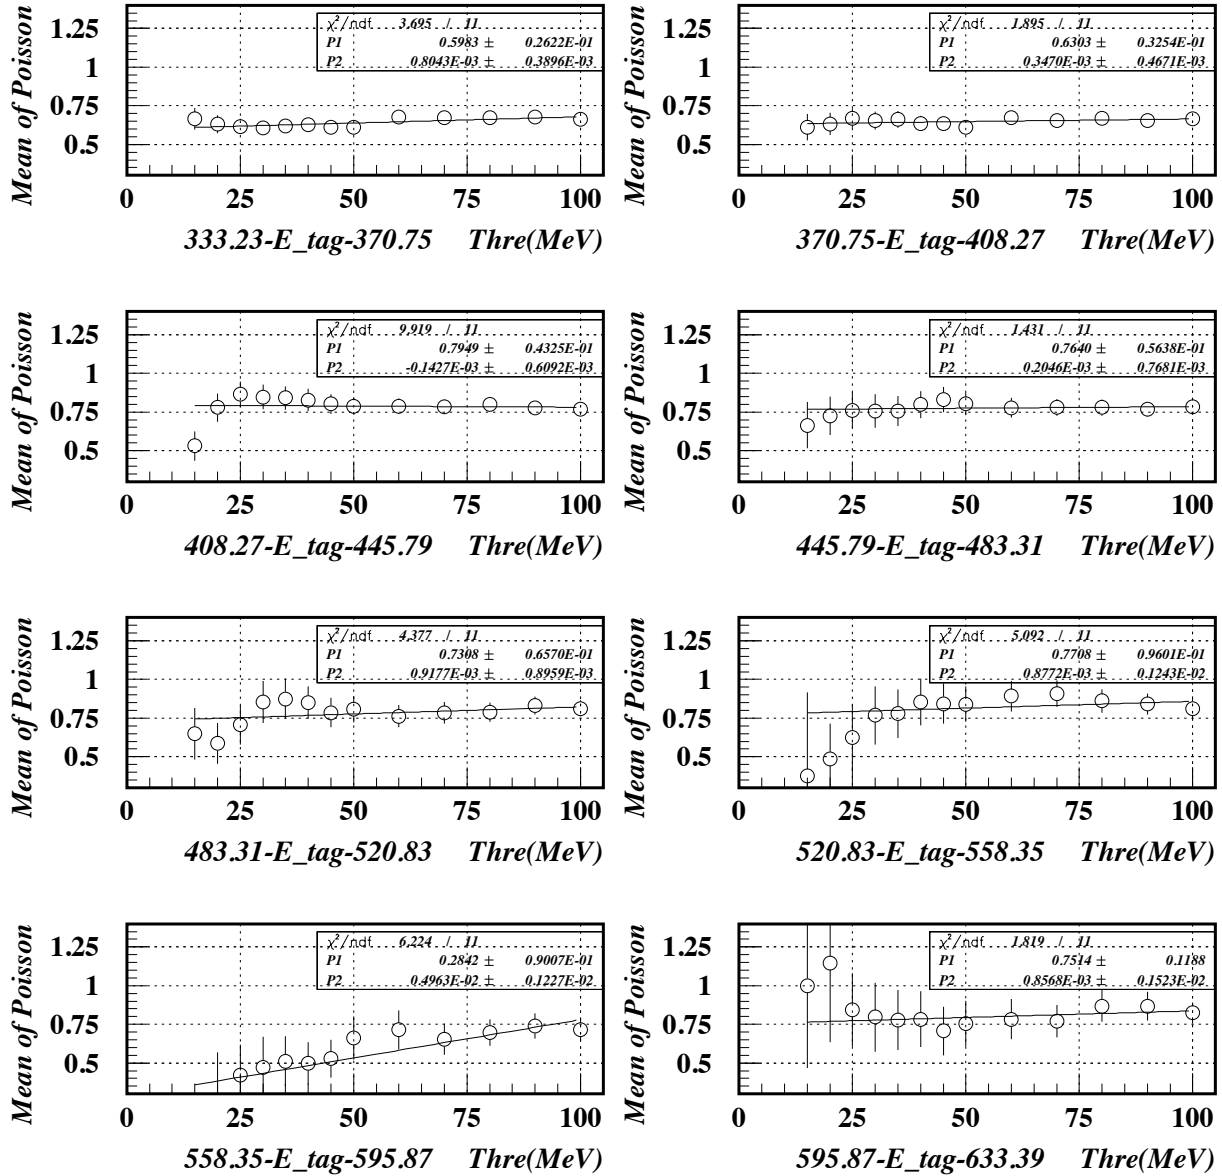 Mean of Poisson
1.25
1
0.75
0.5
χ²/ndf 3.695 / 11
P1 0.5983 ± 0.2622E-01
P2 0.8043E-03 ± 0.3896E-03
0 25 50 75 100
333.23-E_tag-370.75 Thre(MeV)
Mean of Poisson
1.25
1
0.75
0.5
χ²/ndf 1.895 / 11
P1 0.6303 ± 0.3254E-01
P2 0.3470E-03 ± 0.4671E-03
0 25 50 75 100
370.75-E_tag-408.27 Thre(MeV)
Mean of Poisson
1.25
1
0.75
0.5
χ²/ndf 9.919 / 11
P1 0.7949 ± 0.4325E-01
P2 -0.1427E-03 ± 0.6092E-03
0 25 50 75 100
408.27-E_tag-445.79 Thre(MeV)
Mean of Poisson
1.25
1
0.75
0.5
χ²/ndf 1.431 / 11
P1 0.7640 ± 0.5638E-01
P2 0.2046E-03 ± 0.7681E-03
0 25 50 75 100
445.79-E_tag-483.31 Thre(MeV)
Mean of Poisson
1.25
1
0.75
0.5
χ²/ndf 4.377 / 11
P1 0.7308 ± 0.6570E-01
P2 0.9177E-03 ± 0.8959E-03
0 25 50 75 100
483.31-E_tag-520.83 Thre(MeV)
Mean of Poisson
1.25
1
0.75
0.5
χ²/ndf 5.092 / 11
P1 0.7708 ± 0.9601E-01
P2 0.8772E-03 ± 0.1243E-02
0 25 50 75 100
520.83-E_tag-558.35 Thre(MeV)
Mean of Poisson
1.25
1
0.75
0.5
χ²/ndf 6.224 / 11
P1 0.2842 ± 0.9007E-01
P2 0.4963E-02 ± 0.1227E-02
0 25 50 75 100
558.35-E_tag-595.87 Thre(MeV)
Mean of Poisson
1.25
1
0.75
0.5
χ²/ndf 1.819 / 11
P1 0.7514 ± 0.1188
P2 0.8568E-03 ± 0.1523E-02
0 25 50 75 100
595.87-E_tag-633.39 Thre(MeV)